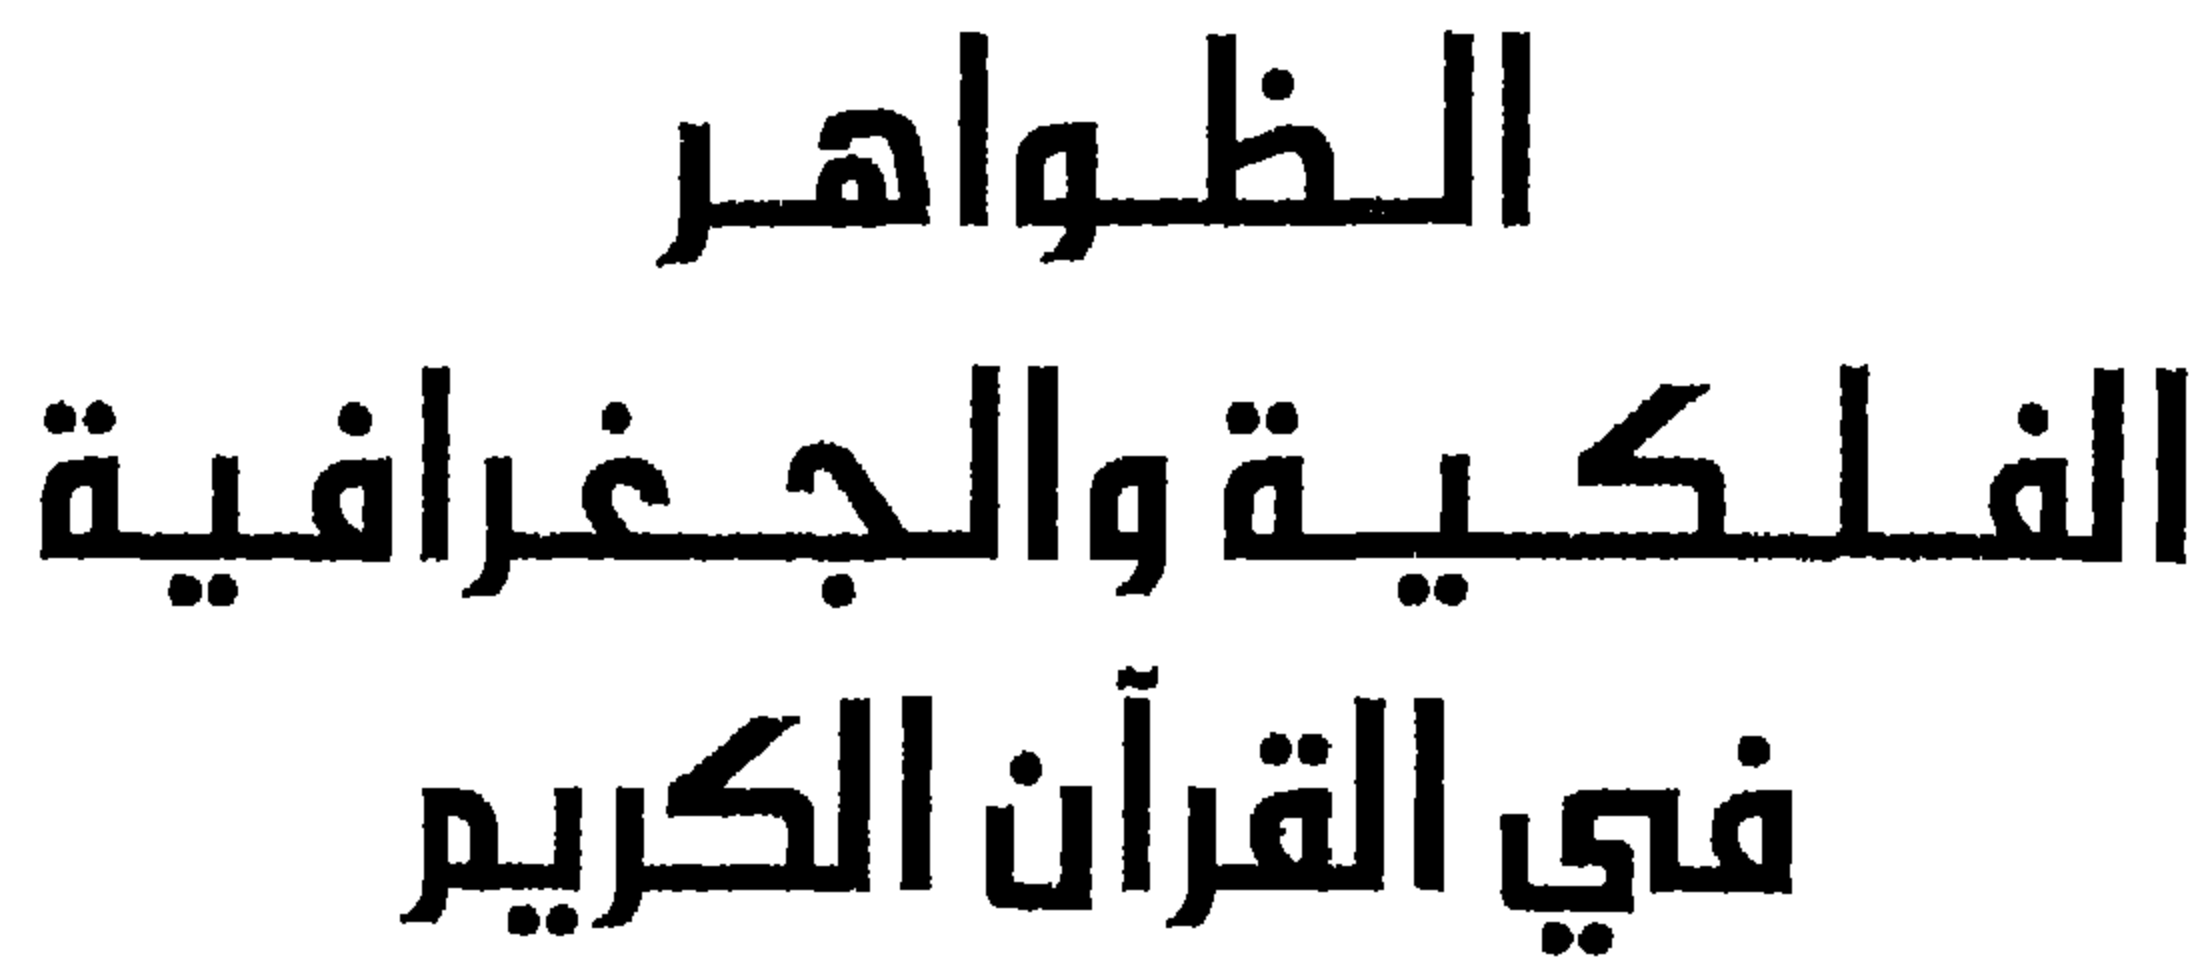 الظواهر
الفلكية والجغرافية
في القرآن الكريم